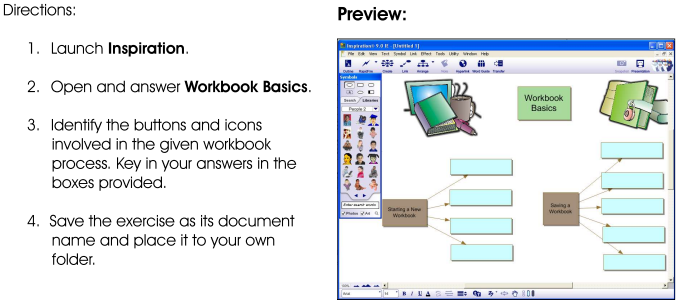 Directions:
1. Launch Inspiration.
2. Open and answer Workbook Basics.
3. Identify the buttons and icons
involved in the given workbook
process. Key in your answers in the
boxes provided.
4. Save the exercise as its document
name and place it to your own
folder.
Preview:
Inspiration® 9.0 IE - [Untitled 1]
File Edit View Text Symbol Link Effect Tools Utility Window Help
Outline RapidFire Create Link Arrange Hyperlink Word Guide Transfer Presentation
Symbols
Search Libraries
People 2
Enter search words
Photos Art
Workbook
Basics
Starting a New
Workbook
Saving a
Workbook
Arial 14 B I U A